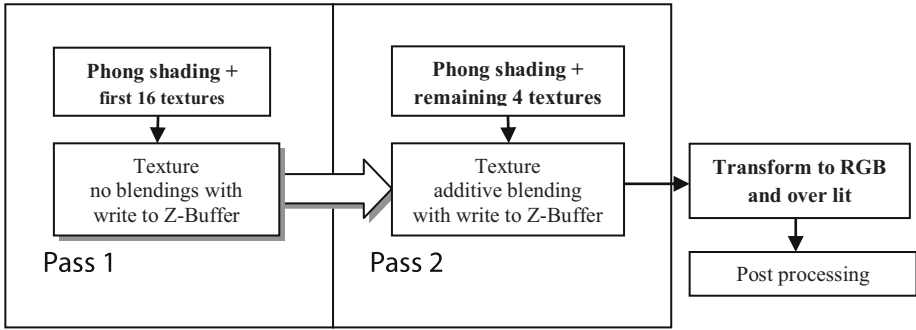 Phong shading +
first 16 textures
Texture
no blendings with
write to Z-Buffer
Pass 1
Phong shading +
remaining 4 textures
Texture
additive blending
with write to Z-Buffer
Pass 2
Transform to RGB
and over lit
Post processing